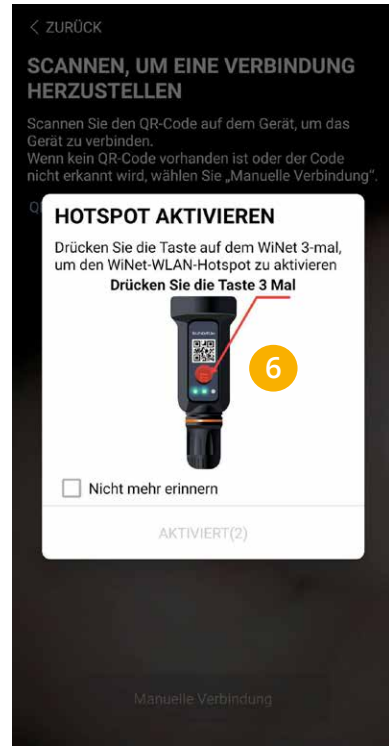 < ZURÜCK
SCANNEN, UM EINE VERBINDUNG
HERZUSTELLEN
Scannen Sie den QR-Code auf dem Gerät, um das
Gerät zu verbinden.
Wenn kein QR-Code vorhanden ist oder der Code
nicht erkannt wird, wählen Sie „Manuelle Verbindung“.
HOTSPOT AKTIVIEREN
Drücken Sie die Taste auf dem WiNet 3-mal,
um den WiNet-WLAN-Hotspot zu aktivieren
Drücken Sie die Taste 3 Mal
6
Nicht mehr erinnern
AKTIVIERT(2)
Manuelle Verbindung